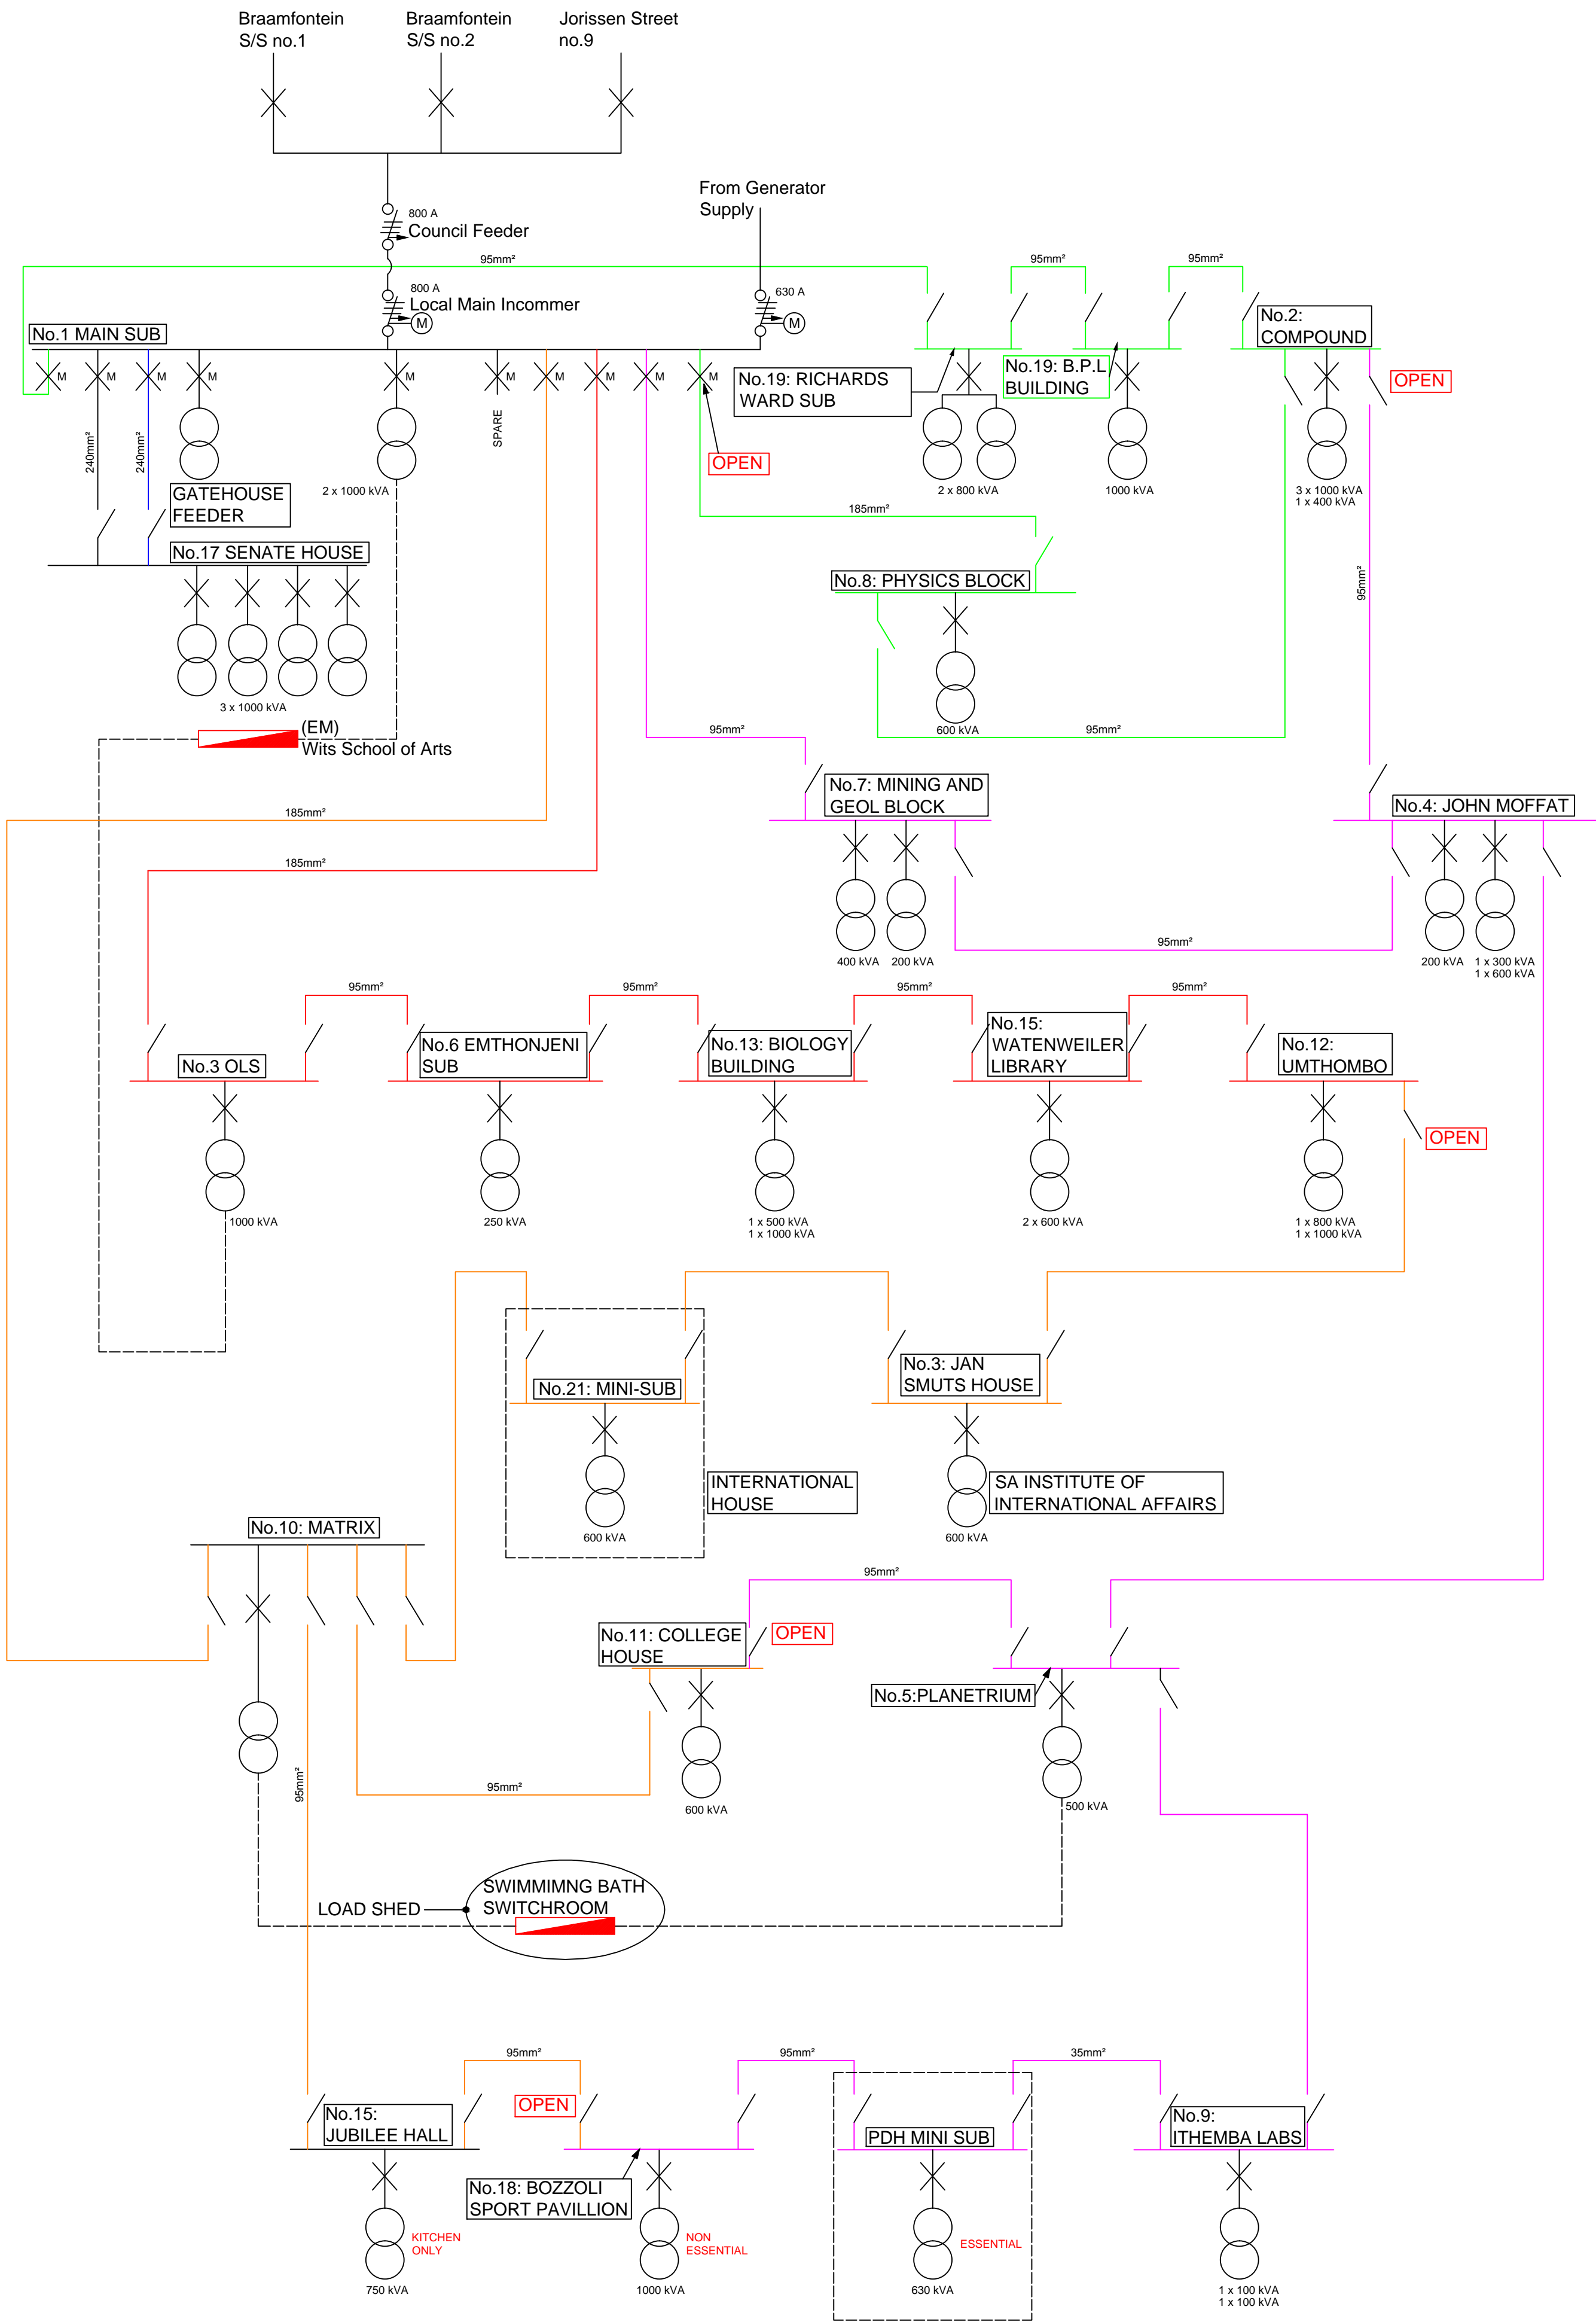 Braamfontein
S/S no.1
Braamfontein
S/S no.2
Jorissen Street
no.9
800 A
Council Feeder
From Generator
Supply
95mm²
95mm²
95mm²
800 A
Local Main Incommer
M
630 A
M
No.1 MAIN SUB
No.2:
COMPOUND
M
M
M
M
M
M
M
M
M
M
No.19: RICHARDS
WARD SUB
No.19: B.P.L
BUILDING
OPEN
240mm²
240mm²
SPARE
OPEN
GATEHOUSE
FEEDER
2 x 1000 kVA
2 x 800 kVA
1000 kVA
3 x 1000 kVA
1 x 400 kVA
185mm²
No.17 SENATE HOUSE
No.8: PHYSICS BLOCK
95mm²
3 x 1000 kVA
(EM)
Wits School of Arts
95mm²
600 kVA
95mm²
No.7: MINING AND
GEOL BLOCK
No.4: JOHN MOFFAT
185mm²
185mm²
95mm²
400 kVA
200 kVA
200 kVA
1 x 300 kVA
1 x 600 kVA
95mm²
95mm²
95mm²
95mm²
No.3 OLS
No.6 EMTHONJENI
SUB
No.13: BIOLOGY
BUILDING
No.15:
WATENWEILER
LIBRARY
No.12:
UMTHOMBO
OPEN
1000 kVA
250 kVA
1 x 500 kVA
1 x 1000 kVA
2 x 600 kVA
1 x 800 kVA
1 x 1000 kVA
No.21: MINI-SUB
No.3: JAN
SMUTS HOUSE
INTERNATIONAL
HOUSE
SA INSTITUTE OF
INTERNATIONAL AFFAIRS
600 kVA
600 kVA
No.10: MATRIX
95mm²
No.11: COLLEGE
HOUSE
OPEN
No.5:PLANETRIUM
95mm²
95mm²
600 kVA
500 kVA
LOAD SHED
SWIMMIMNG BATH
SWITCHROOM
95mm²
95mm²
35mm²
OPEN
No.15:
JUBILEE HALL
PDH MINI SUB
No.9:
ITHEMBA LABS
No.18: BOZZOLI
SPORT PAVILLION
KITCHEN
ONLY
NON
ESSENTIAL
ESSENTIAL
750 kVA
1000 kVA
630 kVA
1 x 100 kVA
1 x 100 kVA